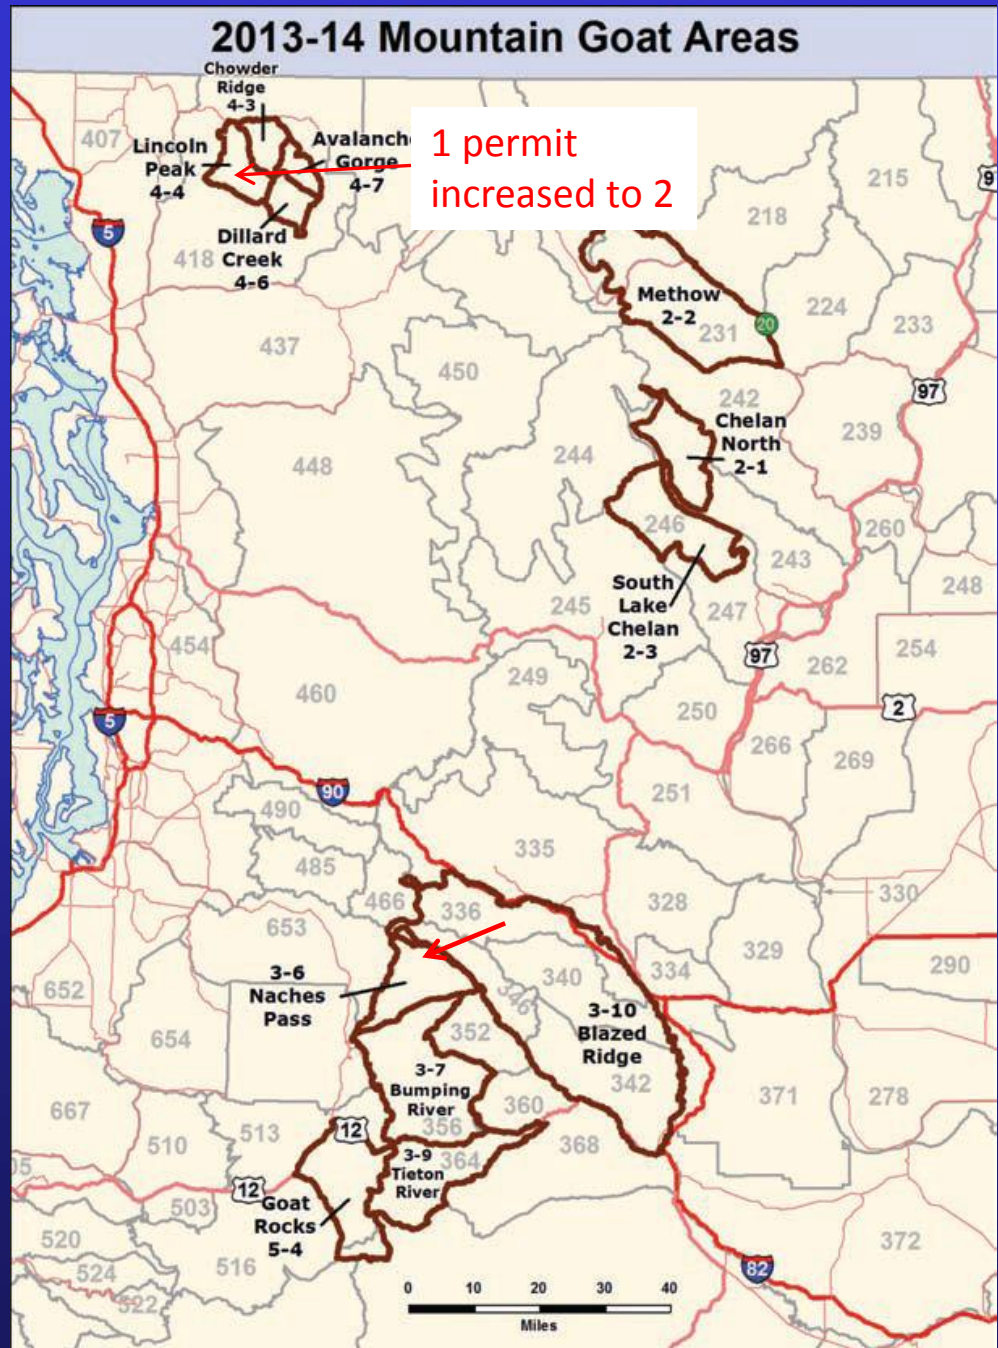 2013-14 Mountain Goat Areas
Chowder
Ridge
4-3
407
Lincoln
Peak
4-4
Avalanche
Gorge
4-7
1 permit
increased to 2
215
9
218
5
Dillard
Creek
4-6
418
Methow
2-2
231
20
224
233
437
450
97
242
Chelan
North
2-1
239
244
448
246
260
243
South
Lake
Chelan
2-3
245
247
248
454
249
97
262
254
460
250
2
5
266
269
90
251
490
335
485
466
336
328
330
653
329
3-6
Naches
Pass
340
334
290
652
346
3-10
Blazed
Ridge
352
654
3-7
Bumping
River
342
371
278
667
360
356
12
513
510
368
3-9
Tieton
River
364
05
12
503
Goat
Rocks
5-4
520
372
524
516
82
522
0 10 20 30 40
Miles